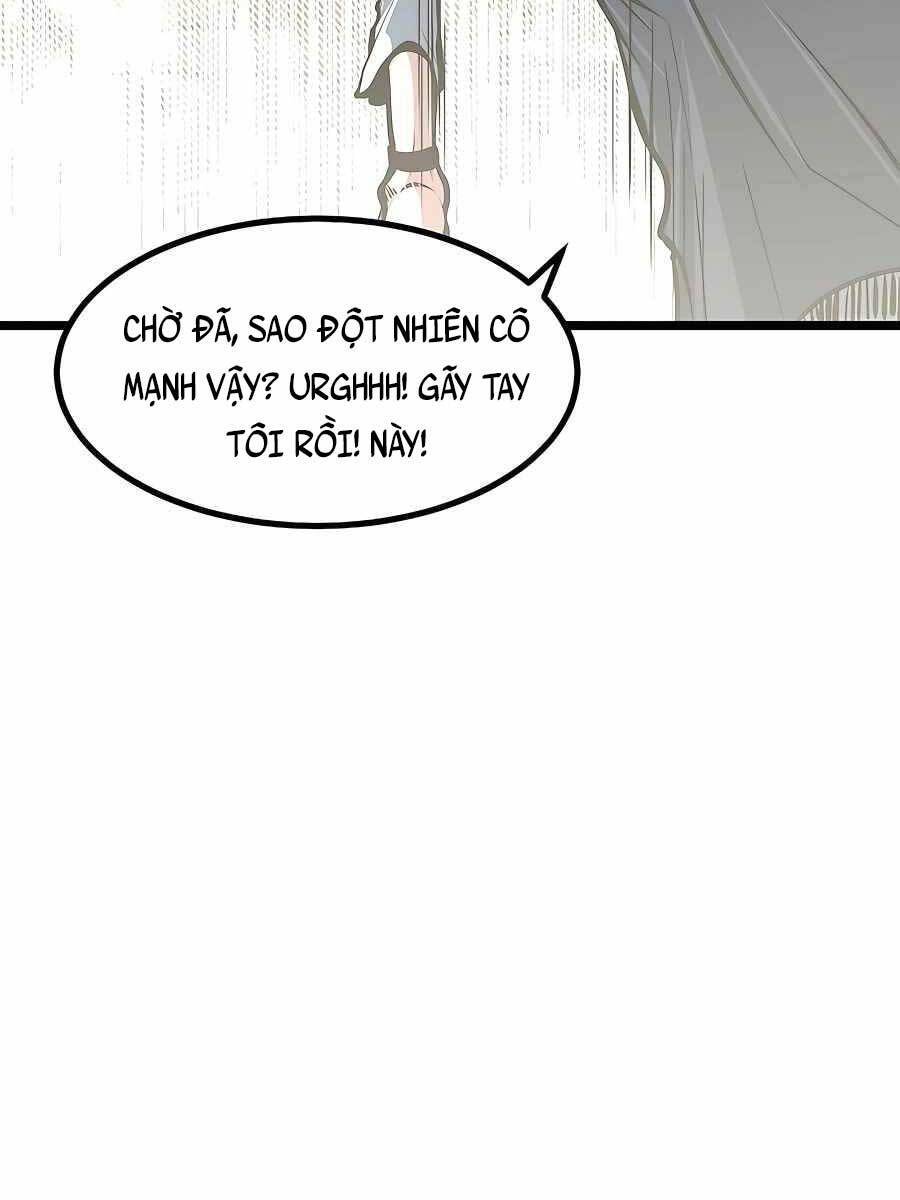 CHỜ ĐÃ, SAO ĐỘT NHIÊN CÔ
MẠNH VẬY? URGHHH! GÃY TAY
TÔI RỒI! NÀY!